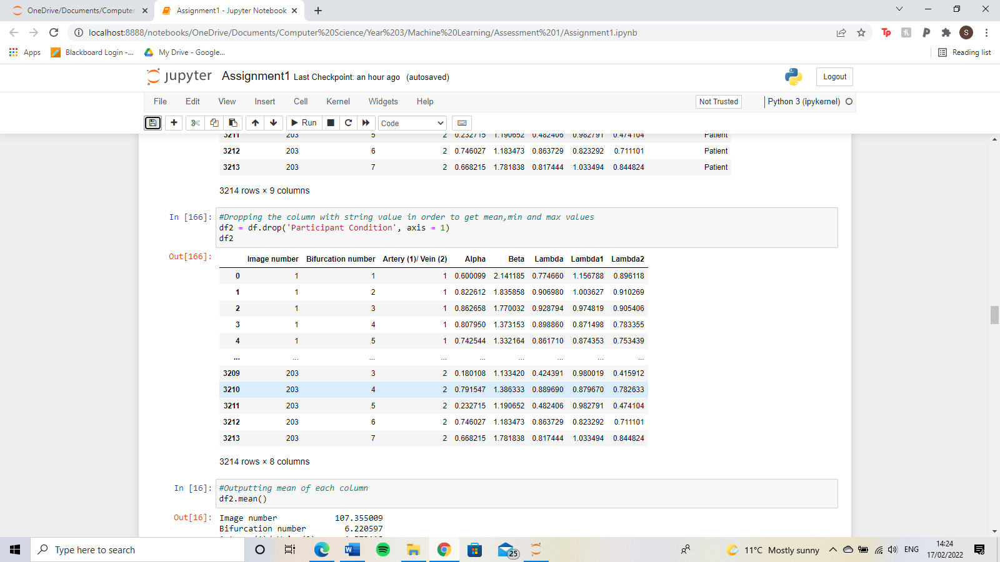 OneDrive/Documents/Computer
Assignment1 - Jupyter Notebook
localhost:8888/notebooks/OneDrive/Documents/Computer%20Science/Year%203/Machine%20Learning/Assessment%201/Assignment1.ipynb
Tp
S
Apps
Blackboard Login -...
My Drive - Google...
Reading list
jupyter Assignment1 Last Checkpoint: an hour ago (autosaved)
Logout
File Edit View Insert Cell Kernel Widgets Help
Not Trusted
Python 3 (ipykernel)
Run
Code
3211 203 5 2 0.232715 1.190652 0.482406 0.982791 0.474104 Patient
3212 203 6 2 0.746027 1.183473 0.863729 0.823292 0.711101 Patient
3213 203 7 2 0.668215 1.781838 0.817444 1.033494 0.844824 Patient
3214 rows × 9 columns
In [166]: #Dropping the column with string value in order to get mean,min and max values
df2 = df.drop('Participant Condition', axis = 1)
df2
Out[166]:
Image number Bifurcation number Artery (1)/ Vein (2) Alpha Beta Lambda Lambda1 Lambda2
0 1 1 1 0.600099 2.141185 0.774660 1.156788 0.896118
1 1 2 1 0.822612 1.835858 0.906980 1.003627 0.910269
2 1 3 1 0.862658 1.770032 0.928794 0.974819 0.905406
3 1 4 1 0.807950 1.373153 0.898860 0.871498 0.783355
4 1 5 1 0.742544 1.332164 0.861710 0.874353 0.753439
... ... ... ... ... ... ... ... ...
3209 203 3 2 0.180108 1.133420 0.424391 0.980019 0.415912
3210 203 4 2 0.791547 1.386333 0.889690 0.879670 0.782633
3211 203 5 2 0.232715 1.190652 0.482406 0.982791 0.474104
3212 203 6 2 0.746027 1.183473 0.863729 0.823292 0.711101
3213 203 7 2 0.668215 1.781838 0.817444 1.033494 0.844824
3214 rows × 8 columns
In [16]: #Outputting mean of each column
df2.mean()
Out[16]: Image number 107.355009
Bifurcation number 6.220597
Type here to search
25
11°C Mostly sunny
ENG
14:24
17/02/2022